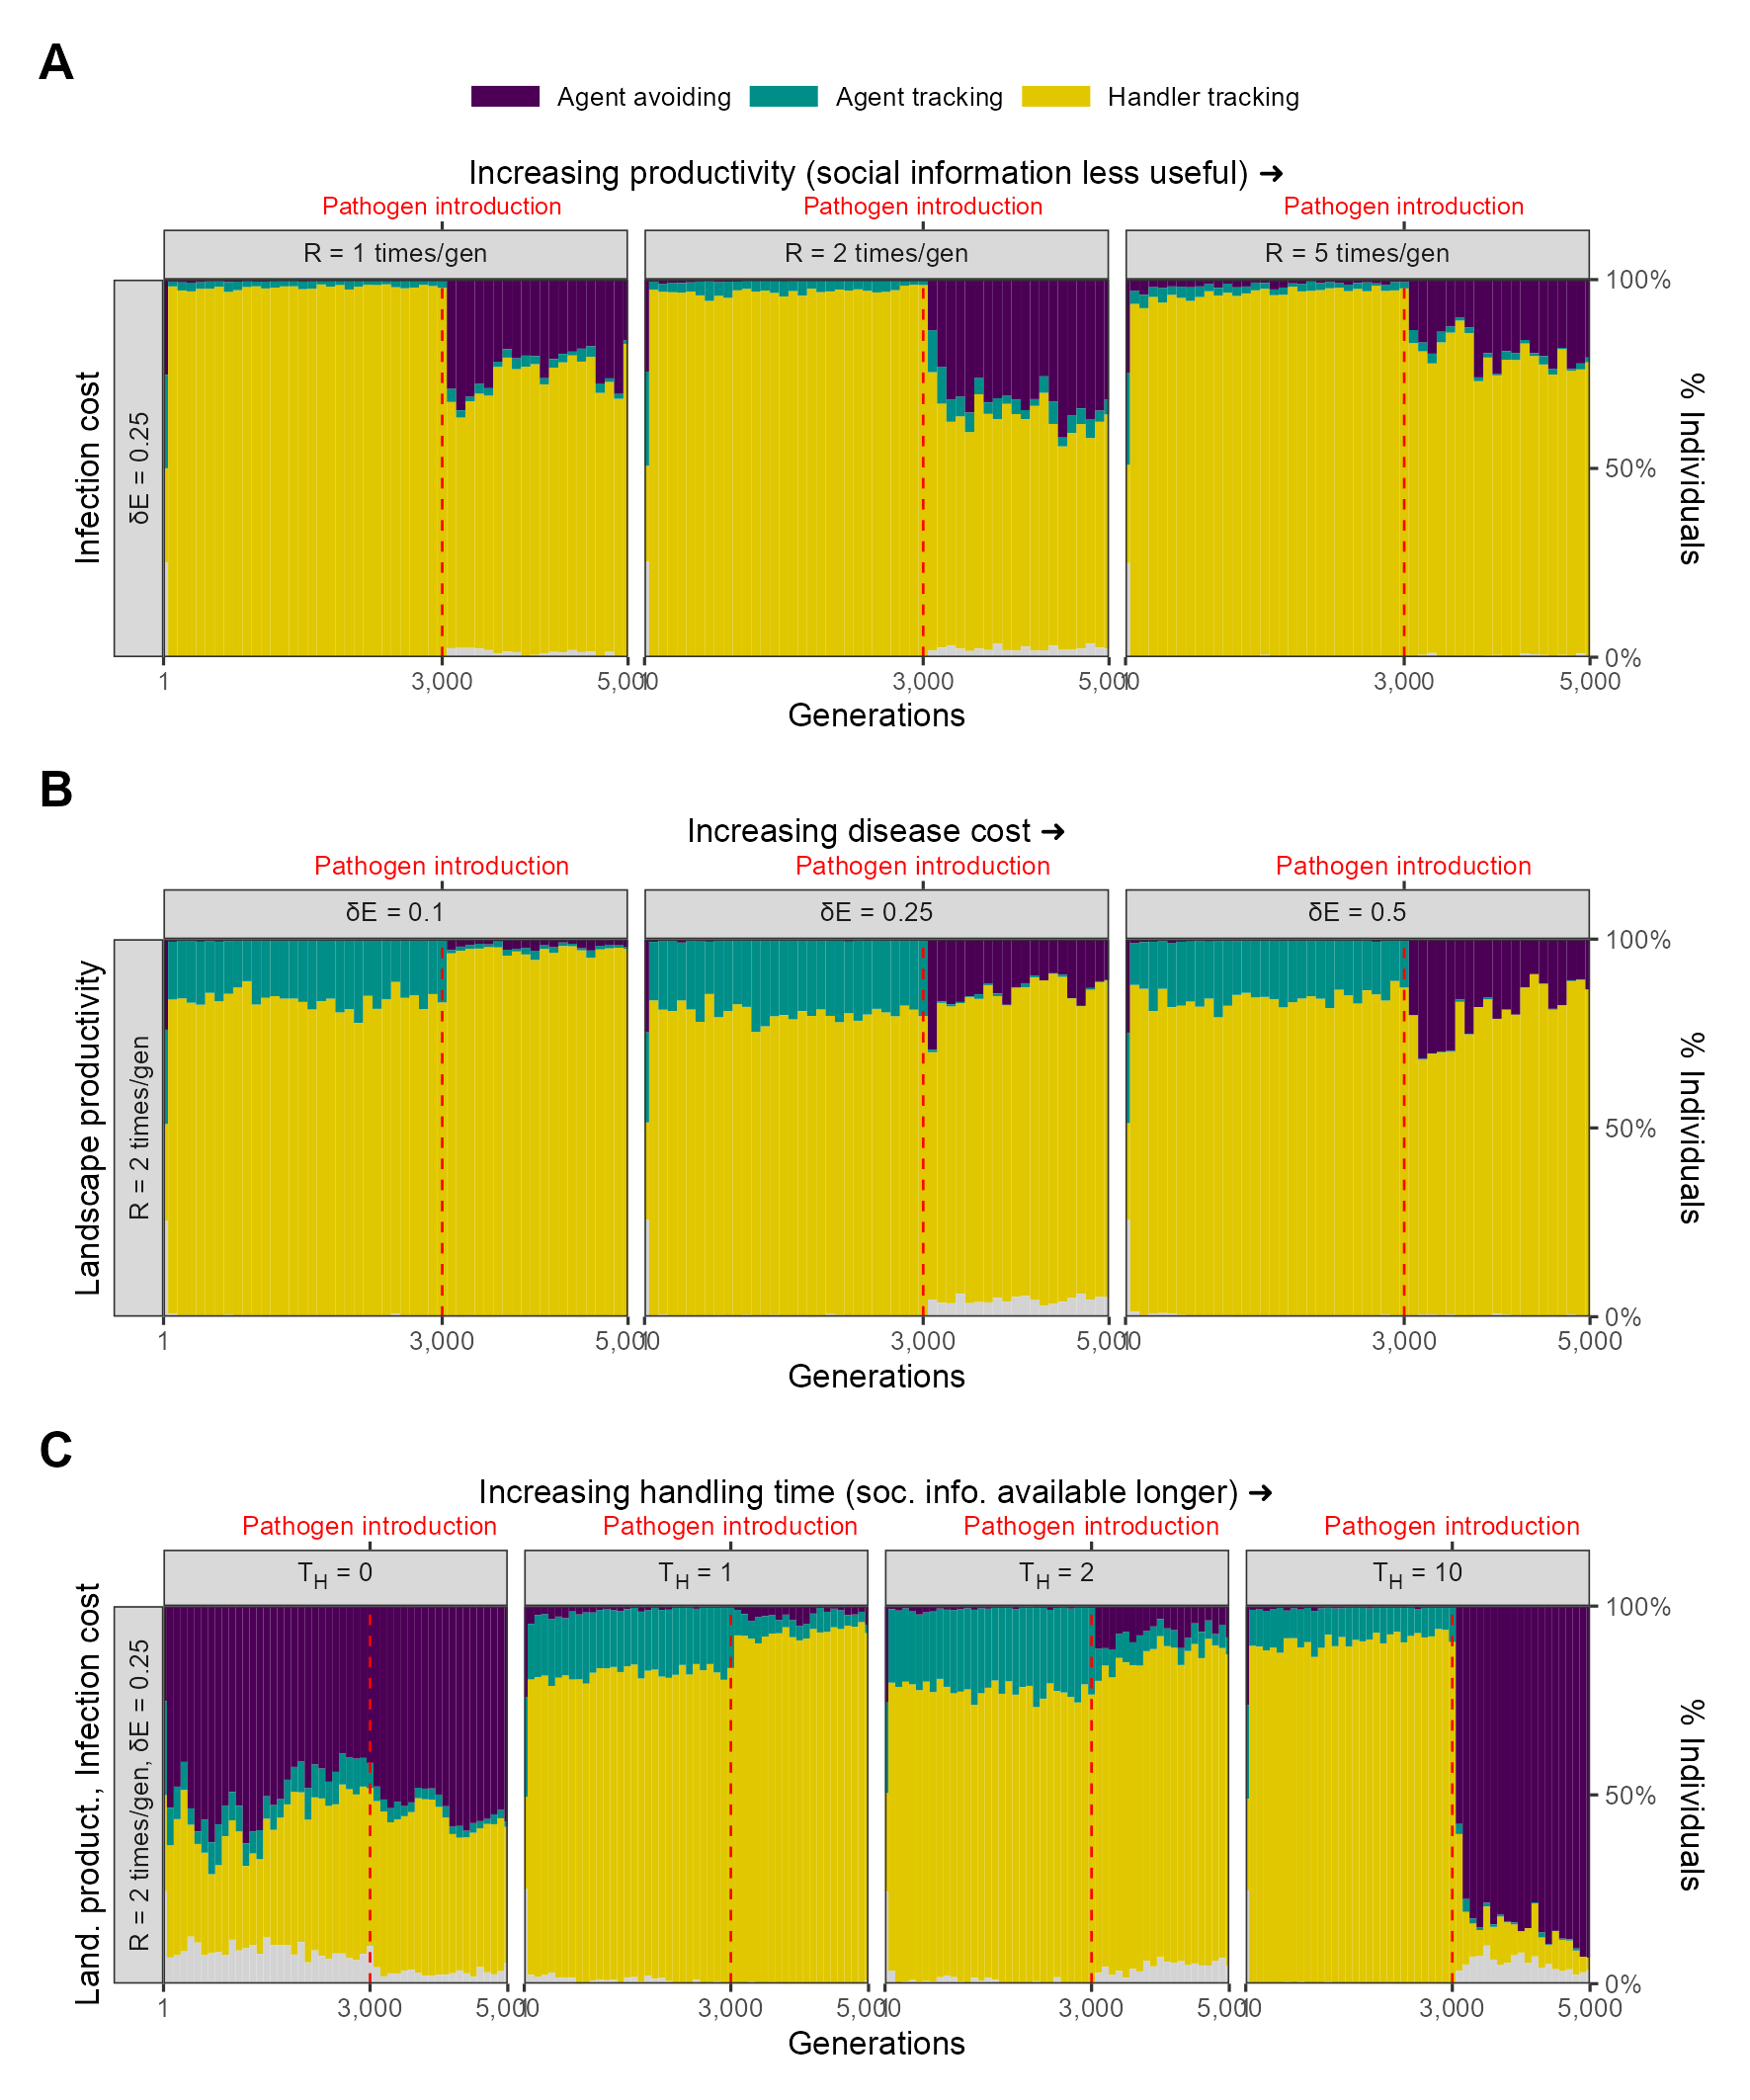 A
Agent avoiding Agent tracking Handler tracking
Increasing productivity (social information less useful) ➜
Pathogen introduction Pathogen introduction Pathogen introduction
R = 1 times/gen R = 2 times/gen R = 5 times/gen
Infection cost
δE = 0.25
100%
50%
0%
% Individuals
1 3,000 5,000 1 3,000 5,000 1 3,000 5,000
Generations
B
Increasing disease cost ➜
Pathogen introduction Pathogen introduction Pathogen introduction
δE = 0.1 δE = 0.25 δE = 0.5
Landscape productivity
R = 2 times/gen
100%
50%
0%
% Individuals
1 3,000 5,000 1 3,000 5,000 1 3,000 5,000
Generations
C
Increasing handling time (soc. info. available longer) ➜
Pathogen introduction Pathogen introduction Pathogen introduction Pathogen introduction
T_H = 0 T_H = 1 T_H = 2 T_H = 10
Land. product., Infection cost
R = 2 times/gen, δE = 0.25
100%
50%
0%
% Individuals
1 3,000 5,000 1 3,000 5,000 1 3,000 5,000 1 3,000 5,000
Generations